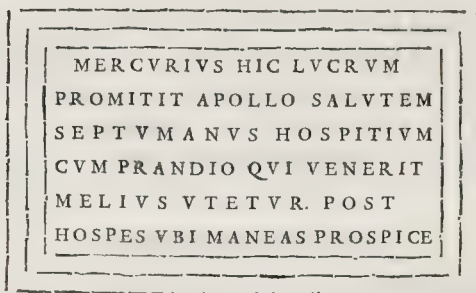 MERCVRIVS HIC LVCRVM
PROMITIT APOLLO SALVTEM
SEPTVMANVS HOSPITIVM
CVM PRANDIO QVI VENERIT
MELIVS VTETVR. POST
HOSPES VBI MANEAS PROSPICE